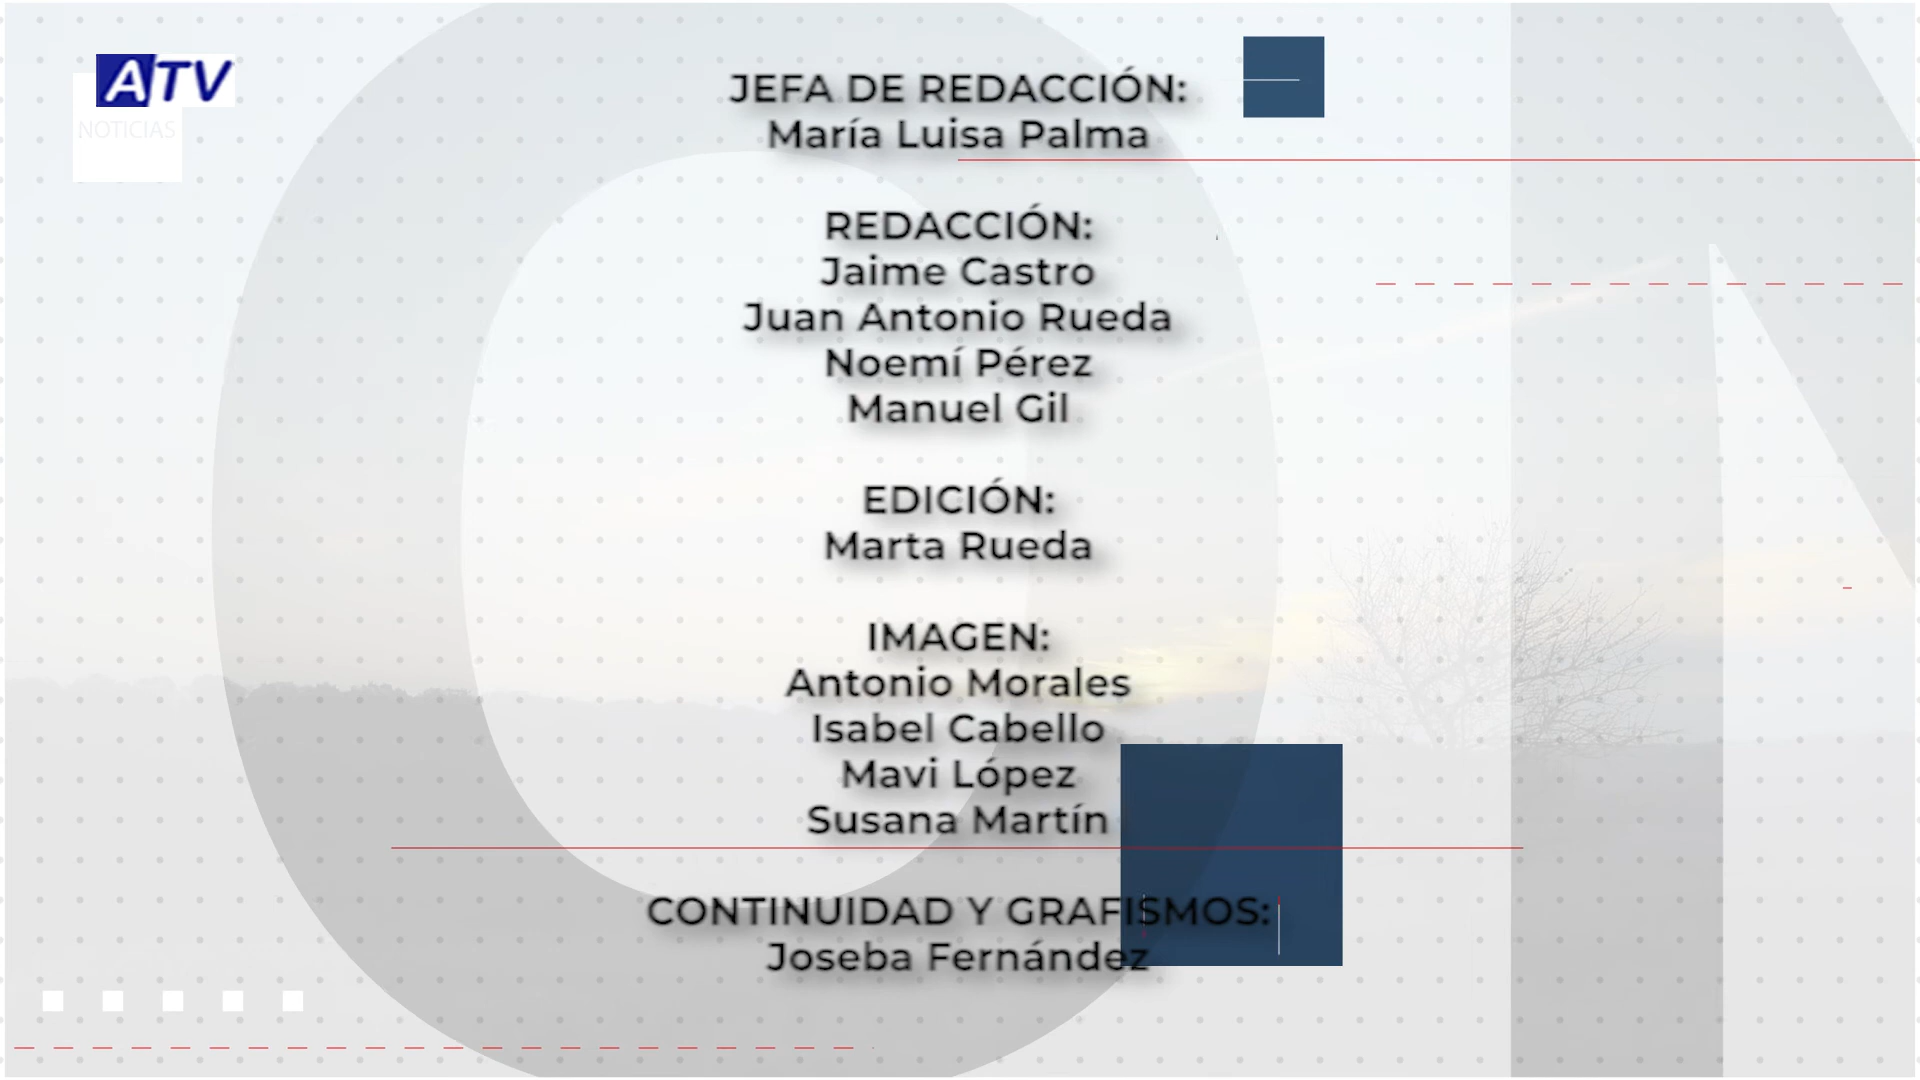 ATV
NOTICIAS
JEFA DE REDACCIÓN:
María Luisa Palma
REDACCIÓN:
Jaime Castro
Juan Antonio Rueda
Noemí Pérez
Manuel Gil
EDICIÓN:
Marta Rueda
IMAGEN:
Antonio Morales
Isabel Cabello
Mavi López
Susana Martín
CONTINUIDAD Y GRAFISMOS:
Joseba Fernández